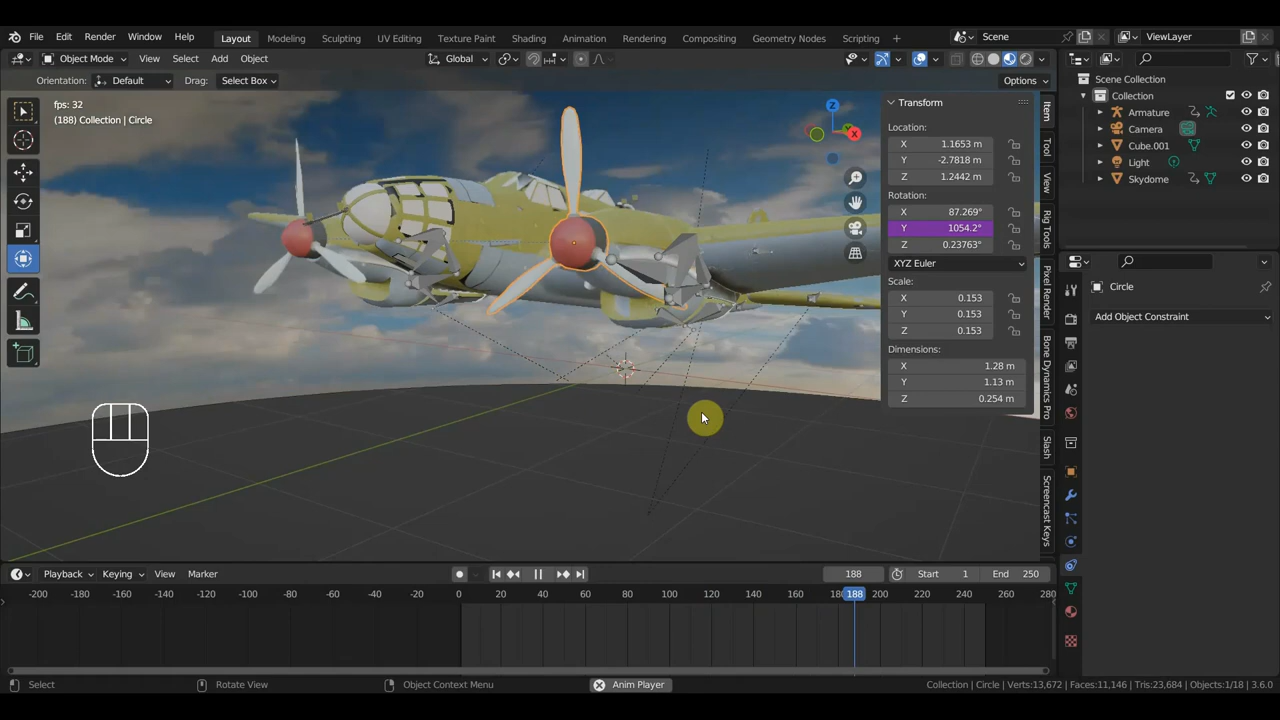 File Edit Render Window Help Layout Modeling Sculpting UV Editing Texture Paint Shading Animation Rendering Compositing Geometry Nodes Scripting + Scene ViewLayer
Object Mode View Select Add Object Global
Orientation: Default Drag: Select Box Options
fps: 32
(188) Collection | Circle
Transform
Location:
X 1.1653 m
Y -2.7818 m
Z 1.2442 m
Rotation:
X 87.269°
Y 1054.2°
Z 0.23763°
XYZ Euler
Scale:
X 0.153
Y 0.153
Z 0.153
Dimensions:
X 1.28 m
Y 1.13 m
Z 0.254 m
Item
Tool
View
Rig Tools
Pixel Render
Bone Dynamics Pro
Slash
Screencast Keys
Scene Collection
Collection
Armature
Camera
Cube.001
Light
Skydome
Circle
Add Object Constraint
Z
X
Playback Keying View Marker 188 Start 1 End 250
-200 -180 -160 -140 -120 -100 -80 -60 -40 -20 0 20 40 60 80 100 120 140 160 188 200 220 240 260
Select Rotate View Object Context Menu Anim Player Collection | Circle | Verts:13,672 | Faces:11,146 | Tris:23,684 | Objects:1/18 | 3.6.0